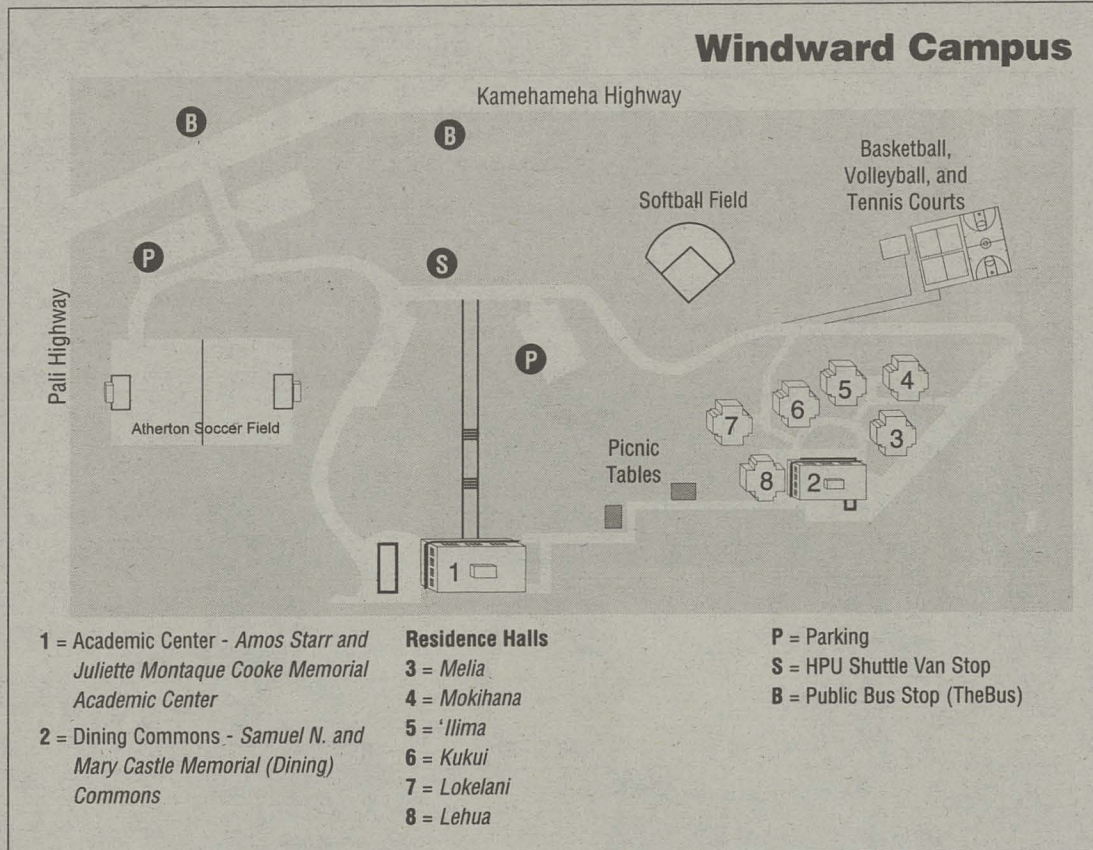 Windward Campus
Kamehameha Highway
B
B
Basketball,
Volleyball, and
Tennis Courts
Softball Field
P
S
Pali Highway
P
Atherton Soccer Field
7
6
5
4
3
8
2
Picnic
Tables
1
1 = Academic Center - Amos Starr and
Juliette Montaque Cooke Memorial
Academic Center
2 = Dining Commons - Samuel N. and
Mary Castle Memorial (Dining)
Commons
Residence Halls
3 = Melia
4 = Mokihana
5 = ‘Ilima
6 = Kukui
7 = Lokelani
8 = Lehua
P = Parking
S = HPU Shuttle Van Stop
B = Public Bus Stop (TheBus)